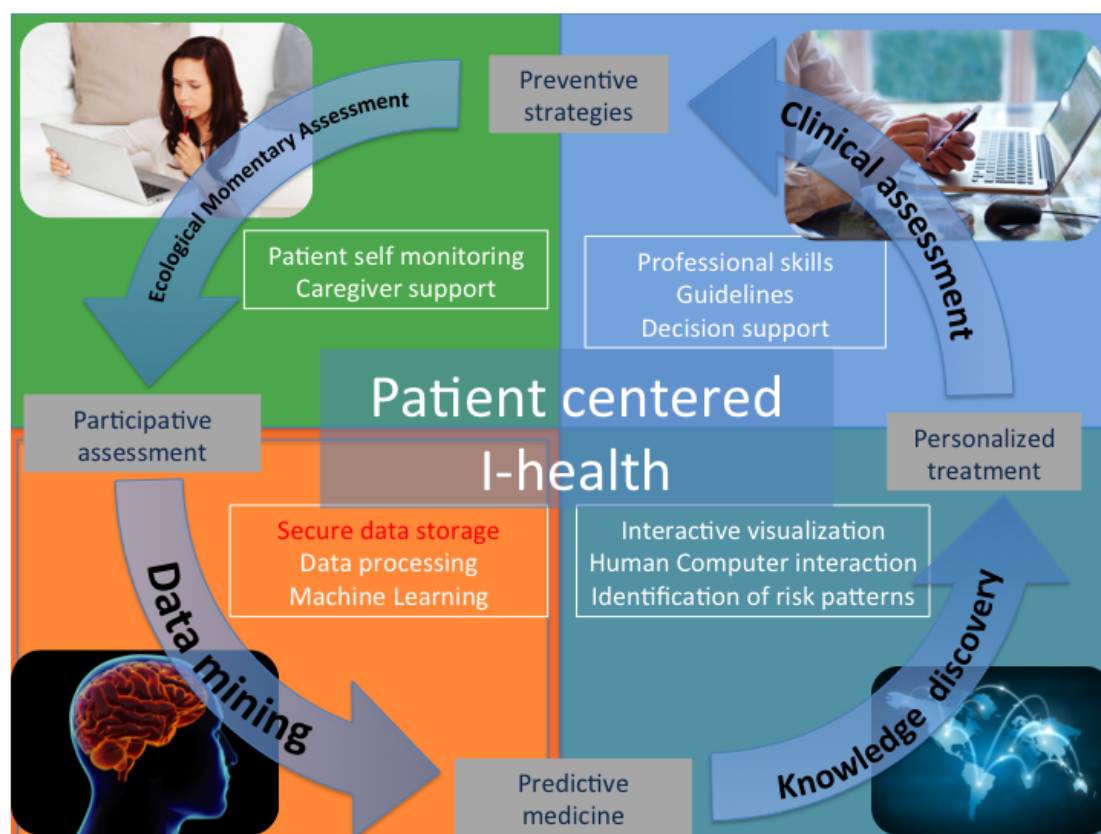 Preventive
strategies
Ecological Momentary Assessment
Clinical assessment
Patient self monitoring
Caregiver support
Professional skills
Guidelines
Decision support
Patient centered
I-health
Participative
assessment
Personalized
treatment
Secure data storage
Data processing
Machine Learning
Interactive visualization
Human Computer interaction
Identification of risk patterns
Data mining
Knowledge discovery
Predictive
medicine